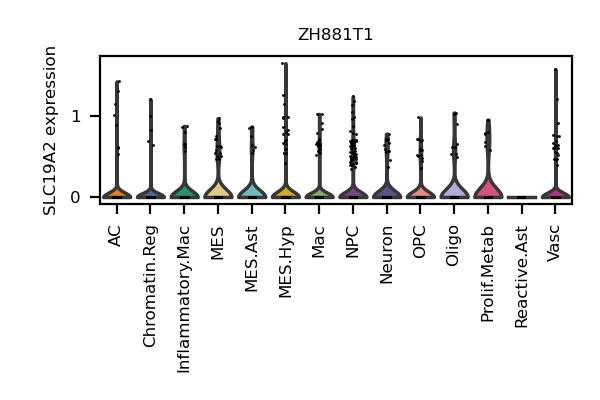 ZH881T1
SLC19A2 expression
1
0
AC
Chromatin.Reg
Inflammatory.Mac
MES
MES.Ast
MES.Hyp
Mac
NPC
Neuron
OPC
Oligo
Prolif.Metab
Reactive.Ast
Vasc